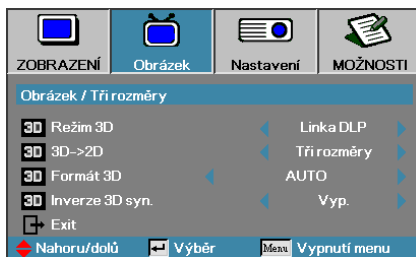 ZOBRAZENÍ Obrázek Nastavení MOŽNOSTI
Obrázek / Tři rozměry
3D Režim 3D Linka DLP
3D 3D->2D Tři rozměry
3D Formát 3D AUTO
3D Inverze 3D syn. Vyp.
Exit
Nahoru/dolů Výběr Menu Vypnutí menu